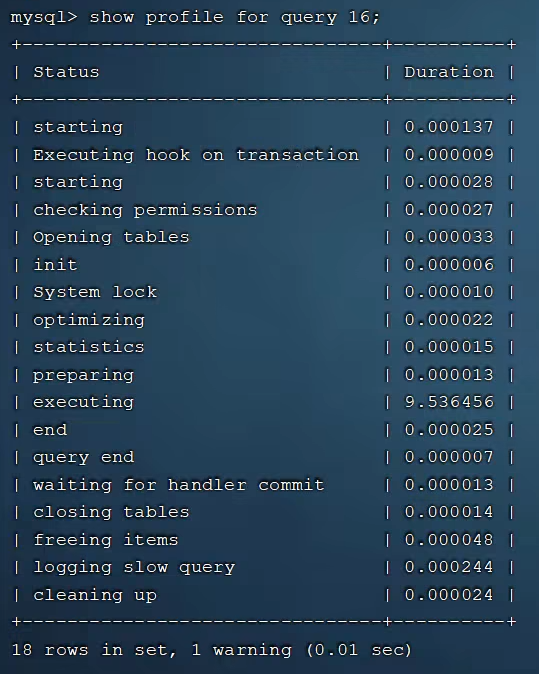 mysql> show profile for query 16;
+--------------------------------+----------+
| Status                         | Duration |
+--------------------------------+----------+
| starting                       | 0.000137 |
| Executing hook on transaction  | 0.000009 |
| starting                       | 0.000028 |
| checking permissions           | 0.000027 |
| Opening tables                 | 0.000033 |
| init                           | 0.000006 |
| System lock                    | 0.000010 |
| optimizing                     | 0.000022 |
| statistics                     | 0.000015 |
| preparing                      | 0.000013 |
| executing                      | 9.536456 |
| end                            | 0.000025 |
| query end                      | 0.000007 |
| waiting for handler commit     | 0.000013 |
| closing tables                 | 0.000014 |
| freeing items                  | 0.000048 |
| logging slow query             | 0.000244 |
| cleaning up                    | 0.000024 |
+--------------------------------+----------+
18 rows in set, 1 warning (0.01 sec)